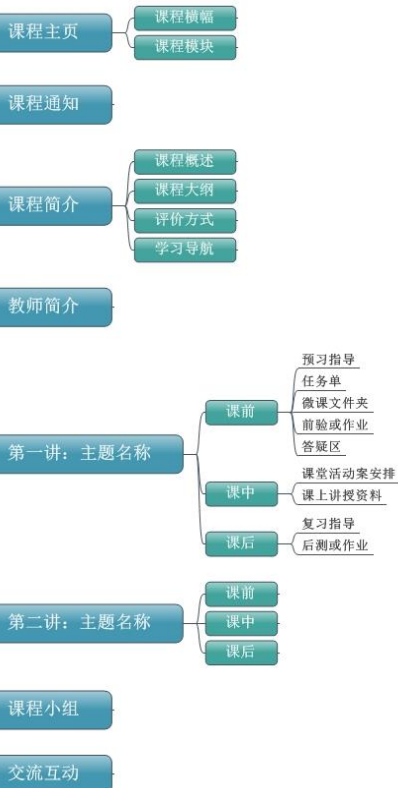 课程主页
课程横幅
课程模块
课程通知
课程简介
课程概述
课程大纲
评价方式
学习导航
教师简介
第一讲：主题名称
课前
预习指导
任务单
微课文件夹
前验或作业
答疑区
课中
课堂活动案安排
课上讲授资料
课后
复习指导
后测或作业
第二讲：主题名称
课前
课中
课后
课程小组
交流互动